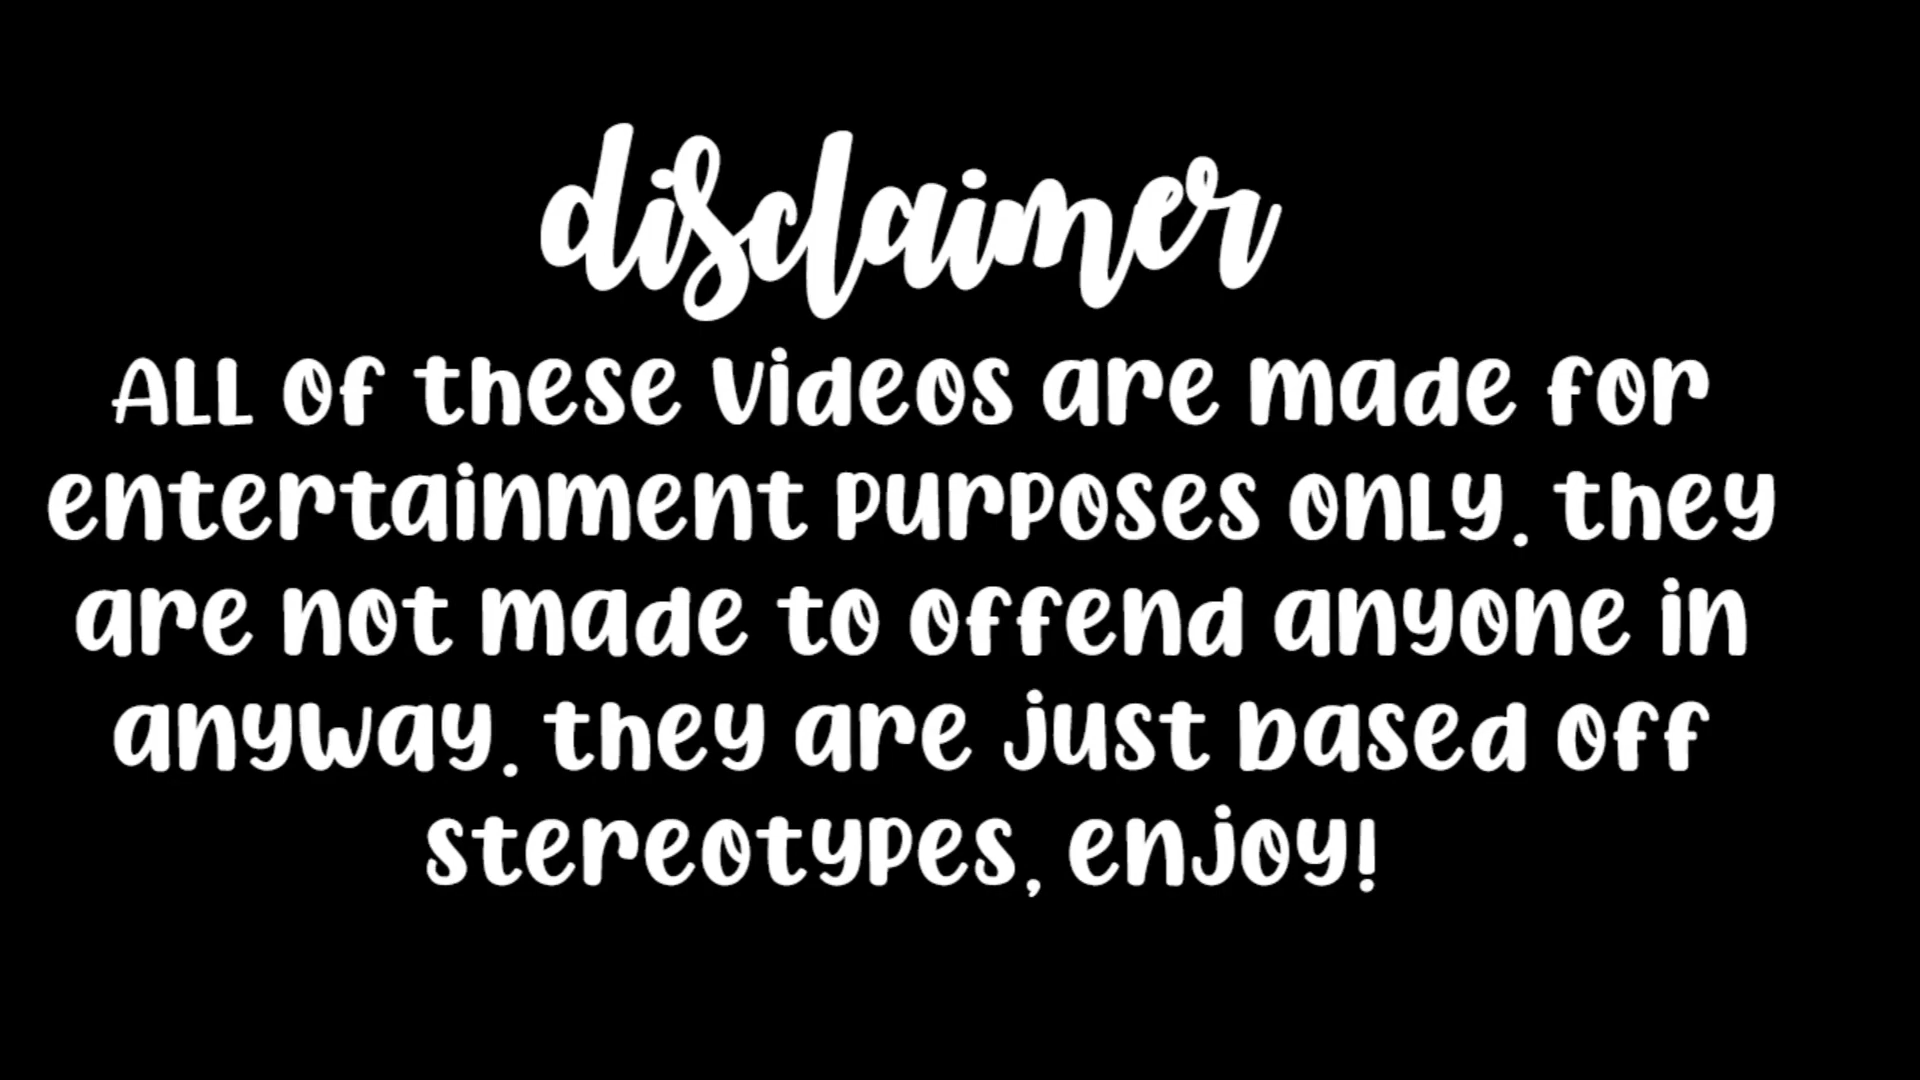 disclaimer
ALL of these videos are made for
entertainment purposes only. they
are not made to offend anyone in
anyway. they are just based off
stereotypes, enjoy!